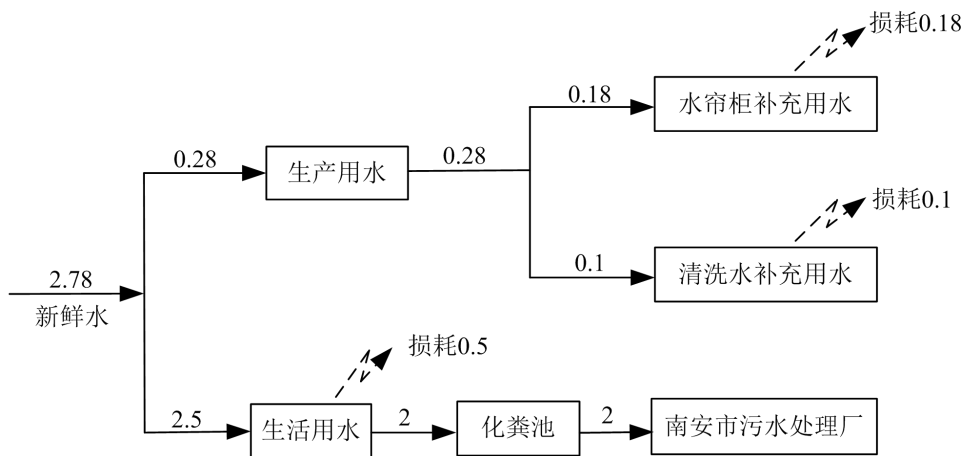 损耗0.18
0.18
水帘柜补充用水
0.28
生产用水
0.28
损耗0.1
0.1
清洗水补充用水
2.78
新鲜水
损耗0.5
2.5
生活用水
2
化粪池
2
南安市污水处理厂